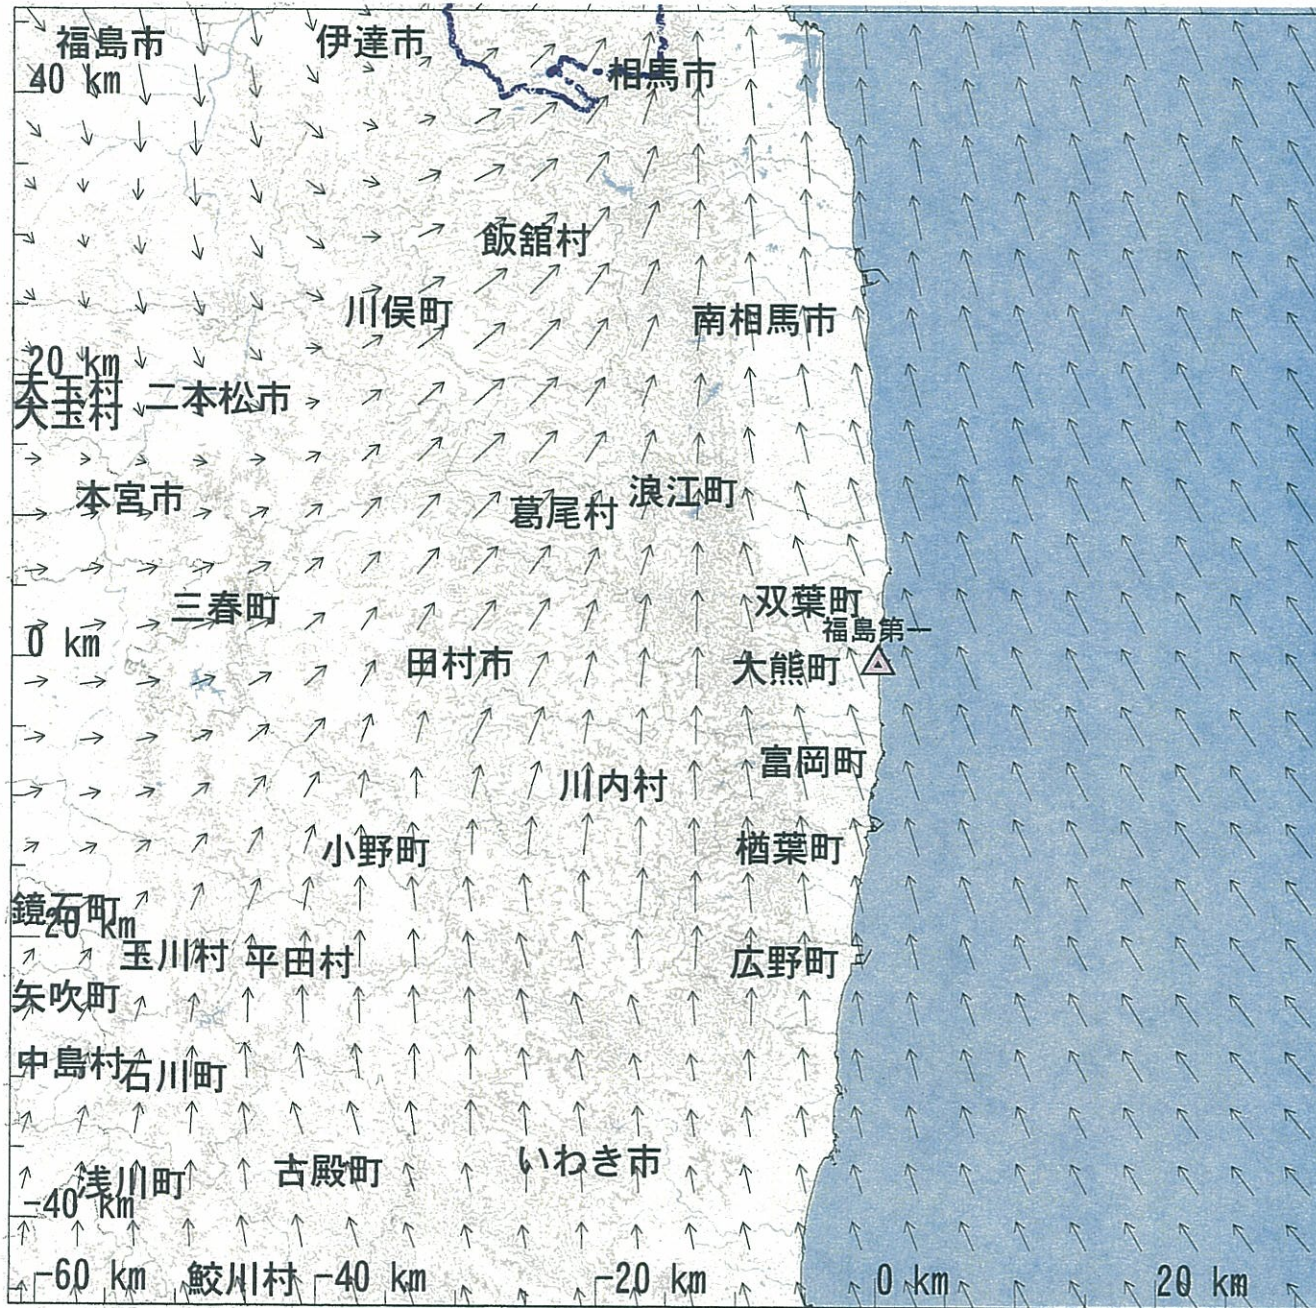 福島市
伊達市
40 km
相馬市
飯舘村
川俣町
南相馬市
20 km
大玉村
大玉村
二本松市
本宮市
葛尾村
浪江町
三春町
双葉町
福島第一
0 km
田村市
大熊町
富岡町
川内村
小野町
楢葉町
鏡石町
-20 km
玉川村
平田村
広野町
矢吹町
中島村
石川町
いわき市
古殿町
浅川町
-40 km
-60 km
鮫川村
-40 km
-20 km
0 km
20 km